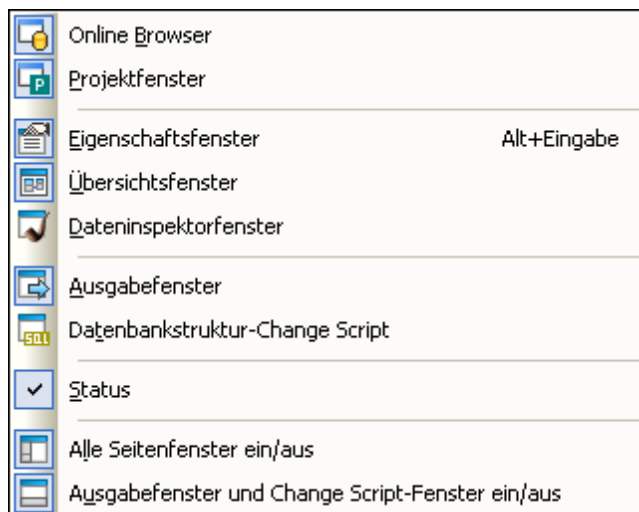 Online Browser
Projektfenster
Eigenschaftsfenster Alt+Eingabe
Übersichtsfenster
Dateninspektorfenster
Ausgabefenster
Datenbankstruktur-Change Script
Status
Alle Seitenfenster ein/aus
Ausgabefenster und Change Script-Fenster ein/aus